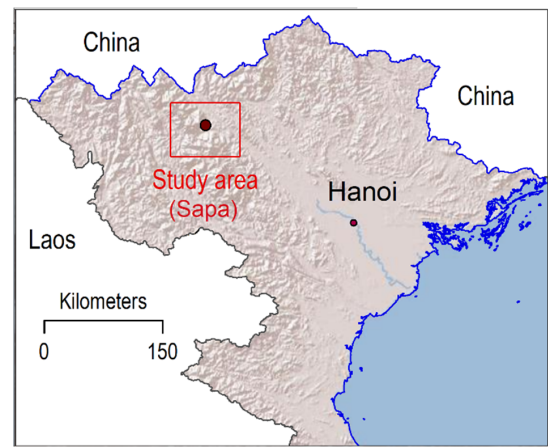 China
China
Study area
(Sapa)
Hanoi
Laos
Kilometers
0 150